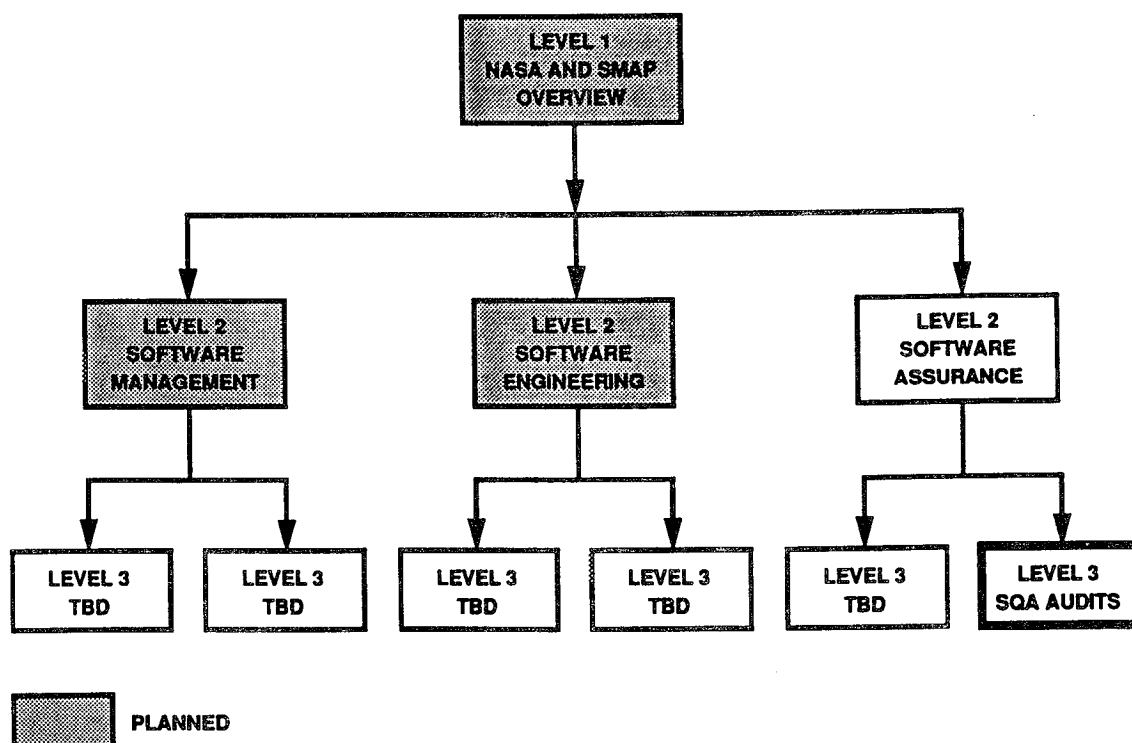 LEVEL 1
NASA AND SMAP
OVERVIEW
LEVEL 2
SOFTWARE
MANAGEMENT
LEVEL 2
SOFTWARE
ENGINEERING
LEVEL 2
SOFTWARE
ASSURANCE
LEVEL 3
TBD
LEVEL 3
TBD
LEVEL 3
TBD
LEVEL 3
TBD
LEVEL 3
TBD
LEVEL 3
SQA AUDITS
PLANNED